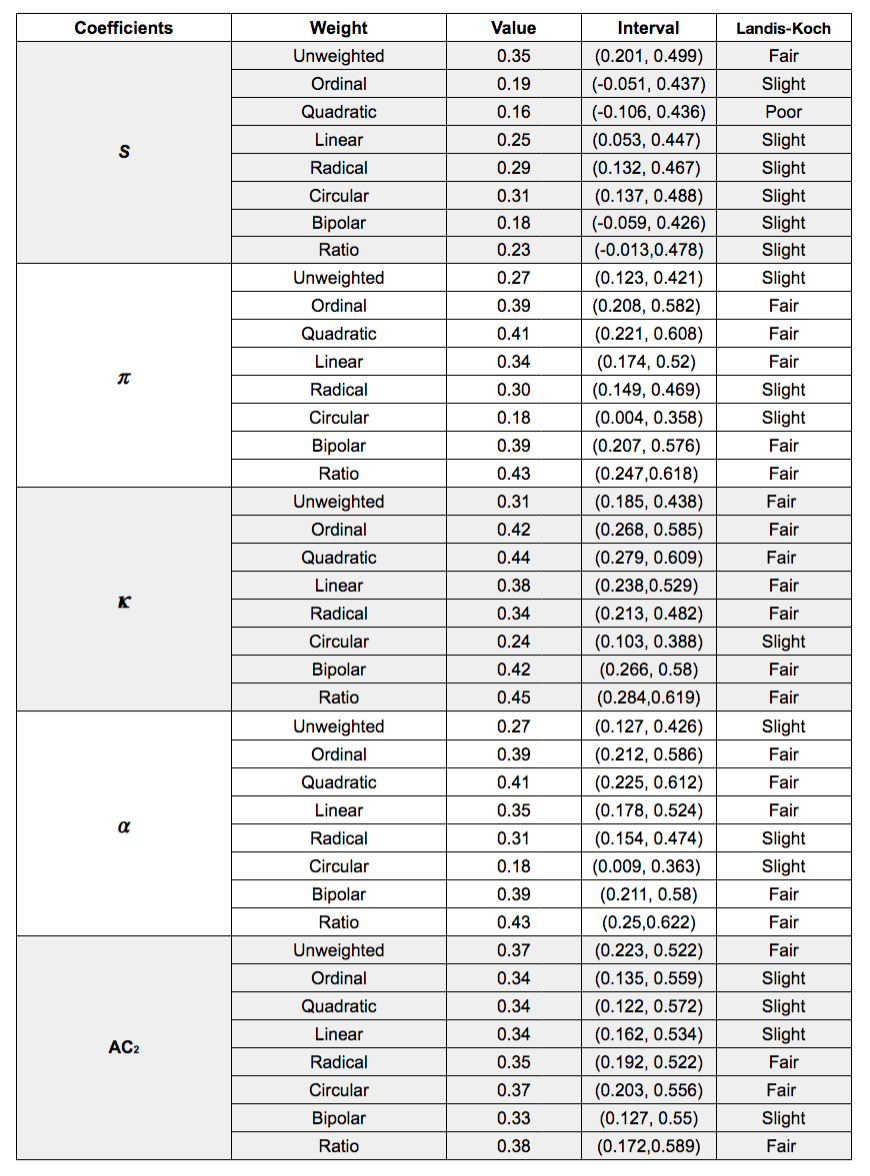 Coefficients Weight Value Interval Landis-Koch
S
Unweighted 0.35 (0.201, 0.499) Fair
Ordinal 0.19 (-0.051, 0.437) Slight
Quadratic 0.16 (-0.106, 0.436) Poor
Linear 0.25 (0.053, 0.447) Slight
Radical 0.29 (0.132, 0.467) Slight
Circular 0.31 (0.137, 0.488) Slight
Bipolar 0.18 (-0.059, 0.426) Slight
Ratio 0.23 (-0.013,0.478) Slight
π
Unweighted 0.27 (0.123, 0.421) Slight
Ordinal 0.39 (0.208, 0.582) Fair
Quadratic 0.41 (0.221, 0.608) Fair
Linear 0.34 (0.174, 0.52) Fair
Radical 0.30 (0.149, 0.469) Slight
Circular 0.18 (0.004, 0.358) Slight
Bipolar 0.39 (0.207, 0.576) Fair
Ratio 0.43 (0.247,0.618) Fair
κ
Unweighted 0.31 (0.185, 0.438) Fair
Ordinal 0.42 (0.268, 0.585) Fair
Quadratic 0.44 (0.279, 0.609) Fair
Linear 0.38 (0.238,0.529) Fair
Radical 0.34 (0.213, 0.482) Fair
Circular 0.24 (0.103, 0.388) Slight
Bipolar 0.42 (0.266, 0.58) Fair
Ratio 0.45 (0.284,0.619) Fair
α
Unweighted 0.27 (0.127, 0.426) Slight
Ordinal 0.39 (0.212, 0.586) Fair
Quadratic 0.41 (0.225, 0.612) Fair
Linear 0.35 (0.178, 0.524) Fair
Radical 0.31 (0.154, 0.474) Slight
Circular 0.18 (0.009, 0.363) Slight
Bipolar 0.39 (0.211, 0.58) Fair
Ratio 0.43 (0.25,0.622) Fair
AC₂
Unweighted 0.37 (0.223, 0.522) Fair
Ordinal 0.34 (0.135, 0.559) Slight
Quadratic 0.34 (0.122, 0.572) Slight
Linear 0.34 (0.162, 0.534) Slight
Radical 0.35 (0.192, 0.522) Fair
Circular 0.37 (0.203, 0.556) Fair
Bipolar 0.33 (0.127, 0.55) Slight
Ratio 0.38 (0.172,0.589) Fair